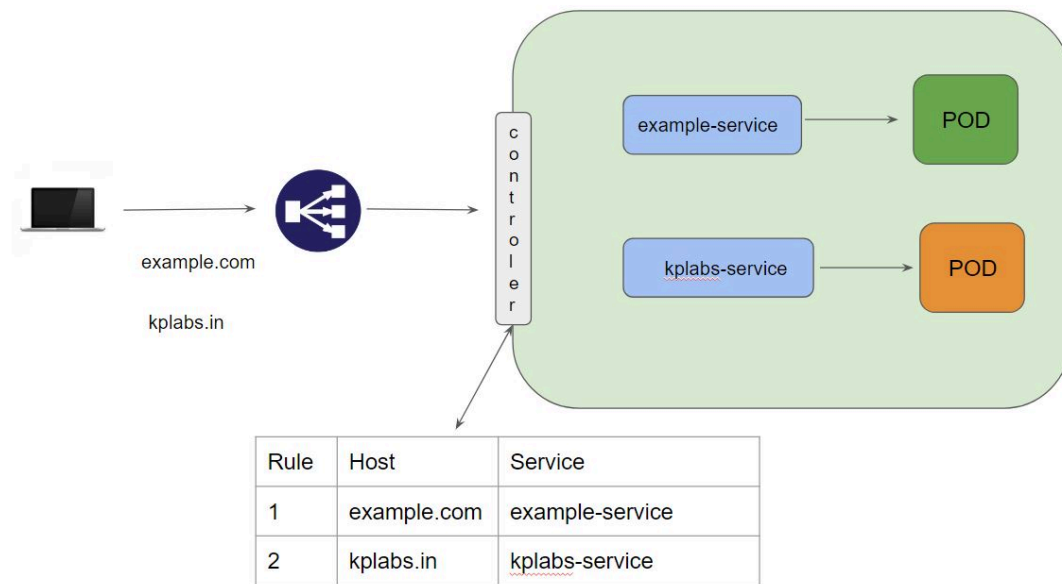 example.com
kplabs.in
controller
example-service
POD
kplabs-service
POD
Rule Host Service
1 example.com example-service
2 kplabs.in kplabs-service